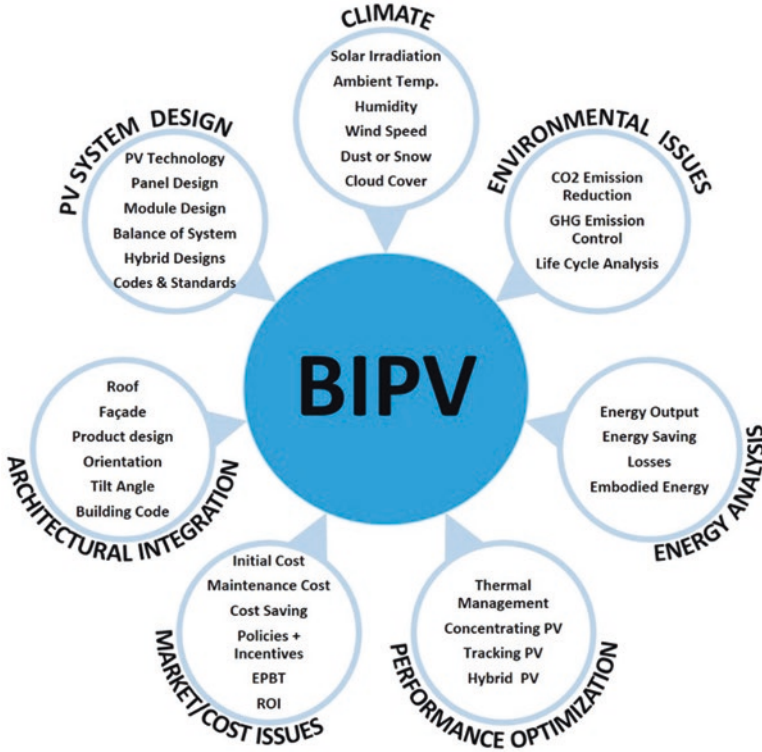 CLIMATE
Solar Irradiation
Ambient Temp.
Humidity
Wind Speed
Dust or Snow
Cloud Cover
ENVIRONMENTAL ISSUES
CO2 Emission
Reduction
GHG Emission
Control
Life Cycle Analysis
ENERGY ANALYSIS
Energy Output
Energy Saving
Losses
Embodied Energy
PERFORMANCE OPTIMIZATION
Thermal
Management
Concentrating PV
Tracking PV
Hybrid PV
MARKET/COST ISSUES
Initial Cost
Maintenance Cost
Cost Saving
Policies +
Incentives
EPBT
ROI
ARCHITECTURAL INTEGRATION
Roof
Façade
Product design
Orientation
Tilt Angle
Building Code
PV SYSTEM DESIGN
PV Technology
Panel Design
Module Design
Balance of System
Hybrid Designs
Codes & Standards
BIPV